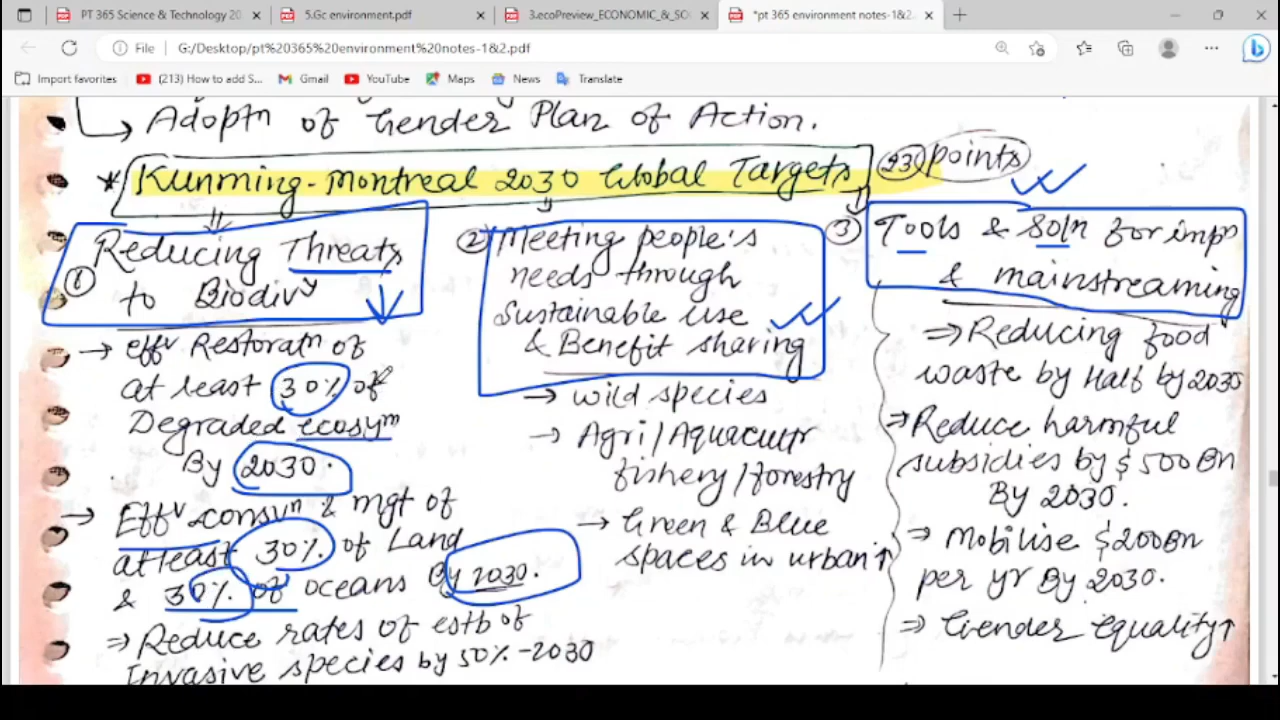 PT 365 Science & Technology 20
5.Gc environment.pdf
3.ecoPreview_ECONOMIC_&_SO
*pt 365 environment notes-1&2.
File
G:/Desktop/pt%20365%20environment%20notes-1&2.pdf
Import favorites
(213) How to add S...
Gmail
YouTube
Maps
News
Translate
Adoptn of Gender Plan of Action.
* Kunming-Montreal 2030 Global Targets 23 points
① Reducing Threats
to Biodivy
→ effv Restoratn of
at least 30% of
Degraded ecosym
By 2030.
→ Effv consvn & mgt of
atleast 30% of Land
& 30% of oceans By 2030.
⇒ Reduce rates of estb of
Invasive species by 50% -2030
② Meeting people's
needs through
Sustainable use
& Benefit sharing
→ wild species
→ Agri/Aquacultr
fishery/forestry
→ Green & Blue
spaces in urban↑
③ Tools & Soln for impn
& mainstreaming
⇒ Reducing food
waste by Half by 2030
⇒ Reduce harmful
subsidies by $500Bn
By 2030.
⇒ Mobilise $200Bn
per yr By 2030.
⇒ Gender equality↑